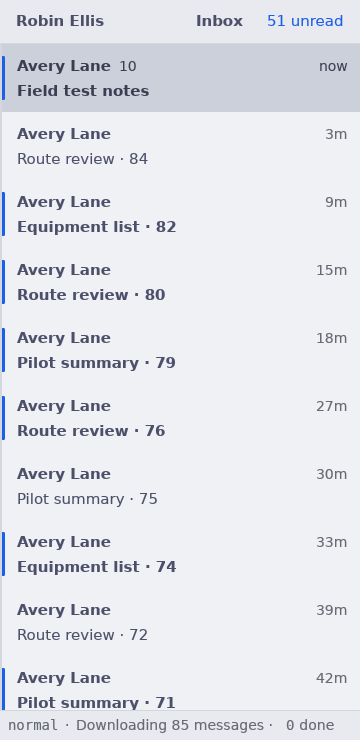 Robin Ellis Inbox 51 unread
Avery Lane 10 now
Field test notes
Avery Lane 3m
Route review · 84
Avery Lane 9m
Equipment list · 82
Avery Lane 15m
Route review · 80
Avery Lane 18m
Pilot summary · 79
Avery Lane 27m
Route review · 76
Avery Lane 30m
Pilot summary · 75
Avery Lane 33m
Equipment list · 74
Avery Lane 39m
Route review · 72
Avery Lane 42m
Pilot summary · 71
normal · Downloading 85 messages · 0 done